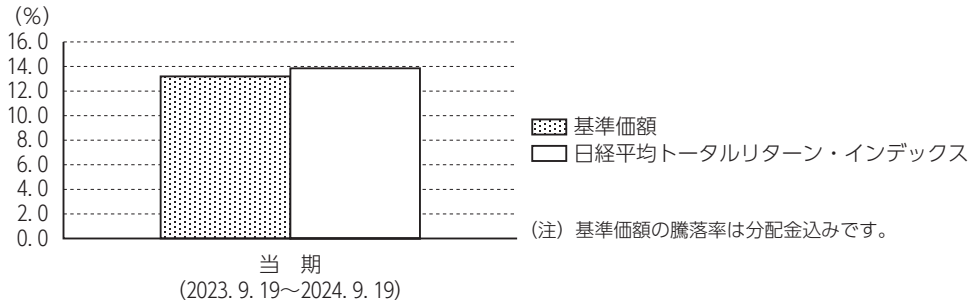 (%)
16.0
14.0
12.0
10.0
8.0
6.0
4.0
2.0
0.0
基準価額
日経平均トータルリターン・インデックス
(注) 基準価額の騰落率は分配金込みです。
当 期
(2023. 9. 19～2024. 9. 19)